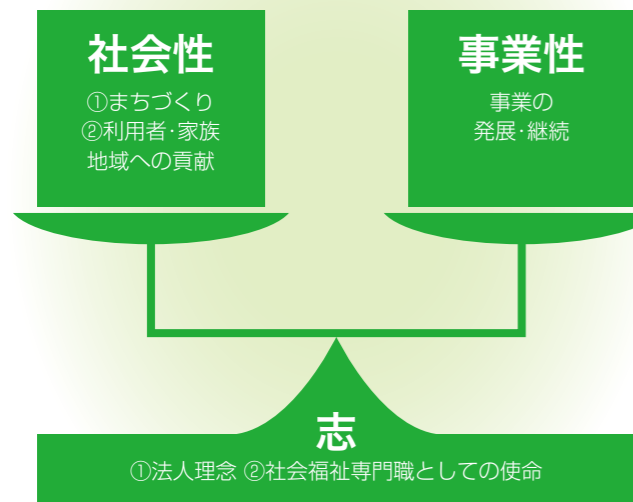 社会性
①まちづくり
②利用者・家族
地域への貢献
事業性
事業の
発展・継続
志
①法人理念 ②社会福祉専門職としての使命